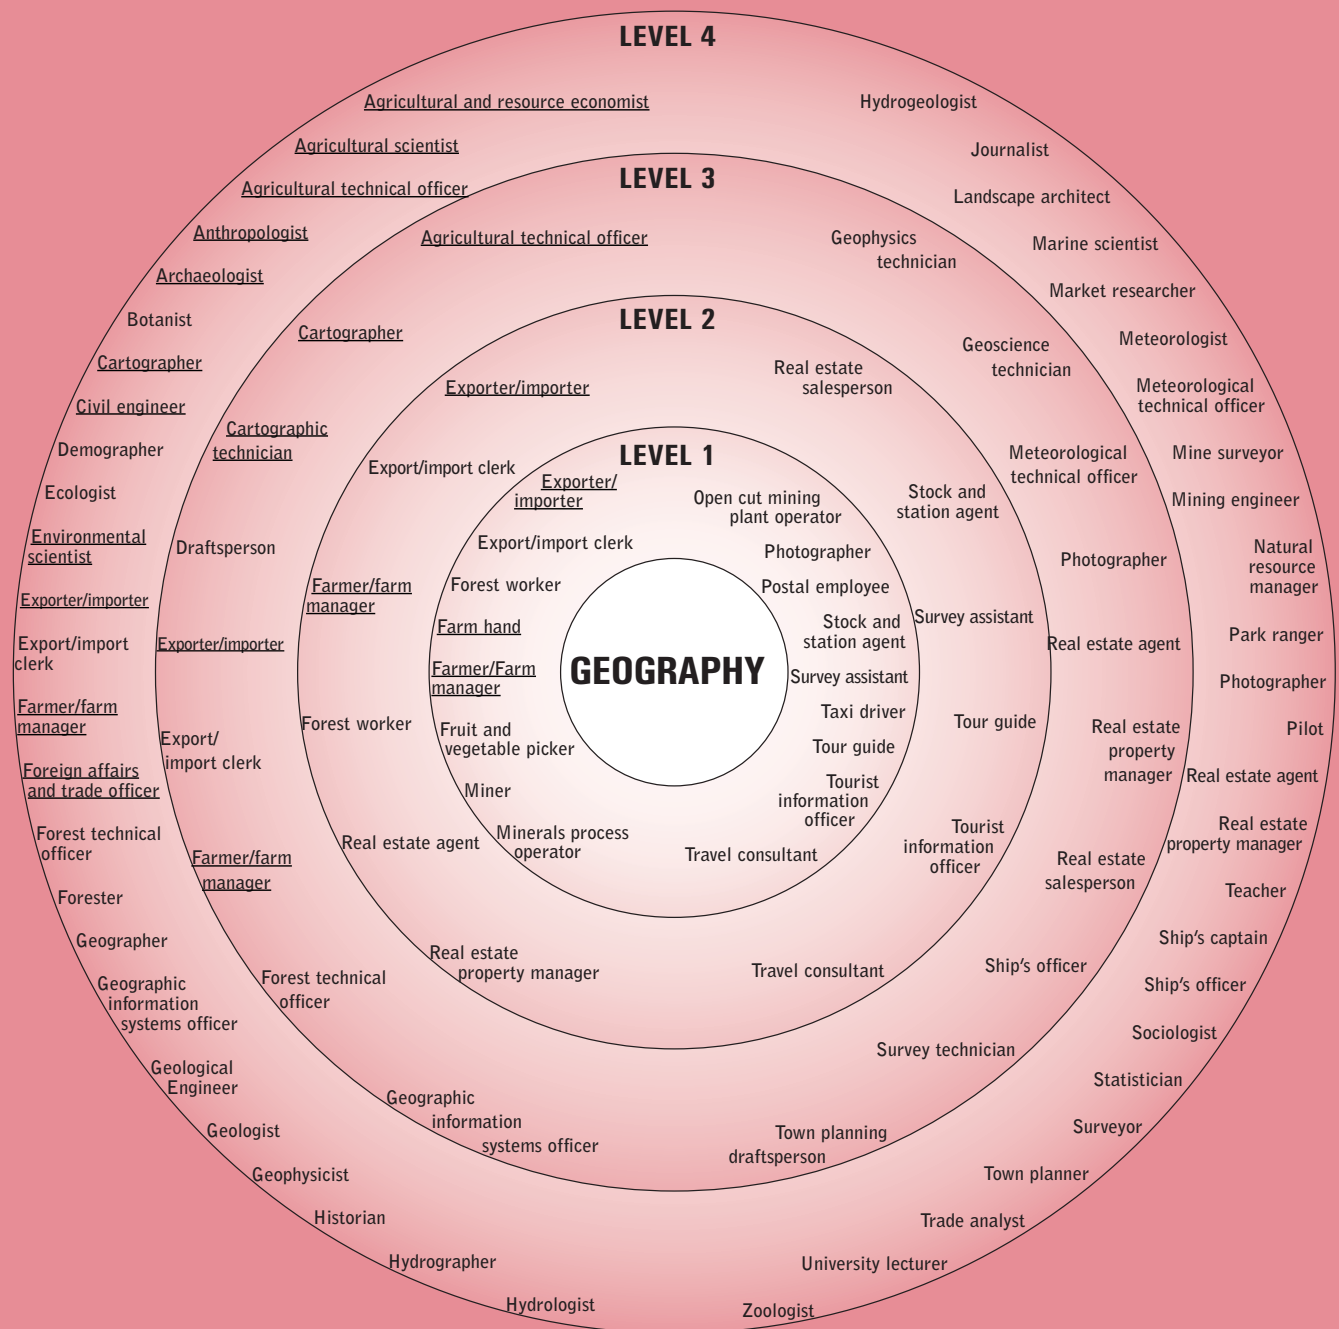 LEVEL 4
Agricultural and resource economist
Agricultural scientist
Agricultural technical officer
Anthropologist
Archaeologist
Botanist
Cartographer
Civil engineer
Demographer
Ecologist
Environmental
scientist
Exporter/importer
Export/import
clerk
Farmer/farm
manager
Foreign affairs
and trade officer
Forest technical
officer
Forester
Geographer
Geographic
information
systems officer
Geological
Engineer
Geologist
Geophysicist
Historian
Hydrographer
Hydrologist
Hydrogeologist
Journalist
Landscape architect
Marine scientist
Market researcher
Meteorologist
Meteorological
technical officer
Mine surveyor
Mining engineer
Natural
resource
manager
Park ranger
Photographer
Pilot
Real estate agent
Real estate
property manager
Teacher
Ship's captain
Ship's officer
Sociologist
Statistician
Surveyor
Town planner
Trade analyst
University lecturer
Zoologist
LEVEL 3
Agricultural technical officer
Cartographer
Cartographic
technician
Draftsperson
Exporter/importer
Export/
import clerk
Farmer/farm
manager
Forest technical
officer
Geographic
information
systems officer
Geophysics
technician
Geoscience
technician
Meteorological
technical officer
Photographer
Real estate agent
Real estate
property
manager
Real estate
salesperson
Ship's officer
Survey technician
Town planning
draftsperson
LEVEL 2
Exporter/importer
Export/import clerk
Farmer/farm
manager
Forest worker
Real estate agent
Real estate
property manager
Real estate
salesperson
Stock and
station agent
Survey assistant
Tour guide
Tourist
information
officer
Travel consultant
LEVEL 1
Exporter/
importer
Export/import clerk
Forest worker
Farm hand
Farmer/Farm
manager
Fruit and
vegetable picker
Miner
Minerals process
operator
Open cut mining
plant operator
Photographer
Postal employee
Stock and
station agent
Survey assistant
Taxi driver
Tour guide
Tourist
information
officer
Travel consultant
GEOGRAPHY